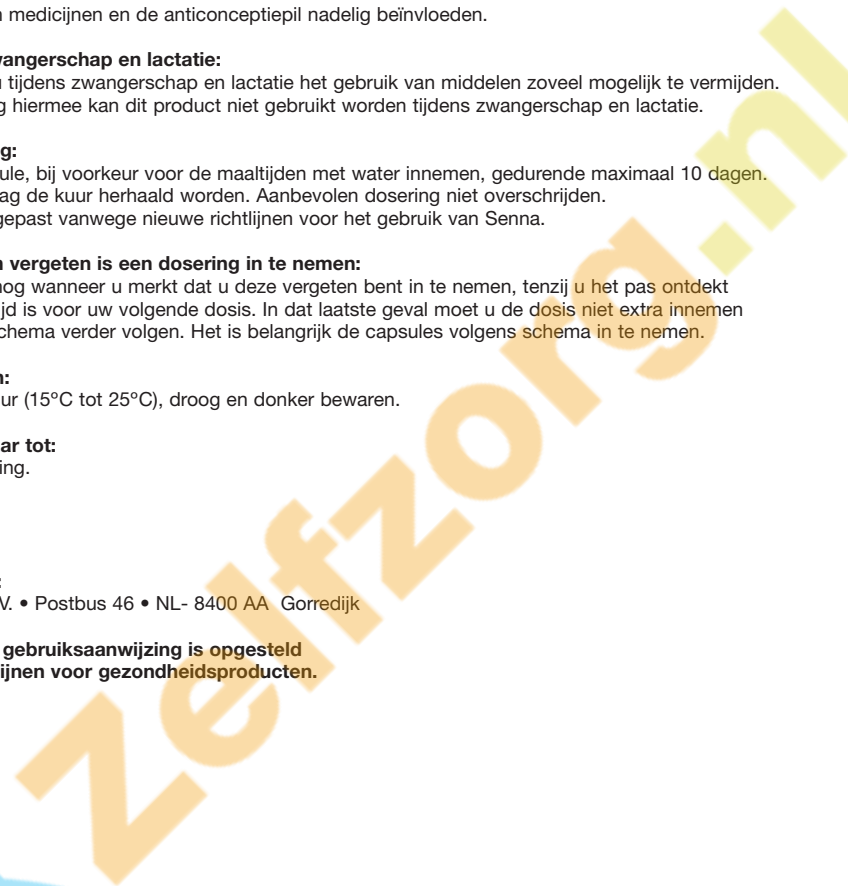 medicijnen en de anticonceptiepil nadelig beïnvloeden.
wangerschap en lactatie:
tijdens zwangerschap en lactatie het gebruik van middelen zoveel mogelijk te vermijden.
g hiermee kan dit product niet gebruikt worden tijdens zwangerschap en lactatie.
g:
ule, bij voorkeur voor de maaltijden met water innemen, gedurende maximaal 10 dagen.
ag de kuur herhaald worden. Aanbevolen dosering niet overschrijden.
gepast vanwege nieuwe richtlijnen voor het gebruik van Senna.
n vergeten is een dosering in te nemen:
nog wanneer u merkt dat u deze vergeten bent in te nemen, tenzij u het pas ontdekt
jd is voor uw volgende dosis. In dat laatste geval moet u de dosis niet extra innemen
chema verder volgen. Het is belangrijk de capsules volgens schema in te nemen.
n:
ur (15ºC tot 25ºC), droog en donker bewaren.
ar tot:
ing.
:
V. • Postbus 46 • NL- 8400 AA Gorredijk
gebruiksaanwijzing is opgesteld
ijnen voor gezondheidsproducten.
zelfzorg.nl